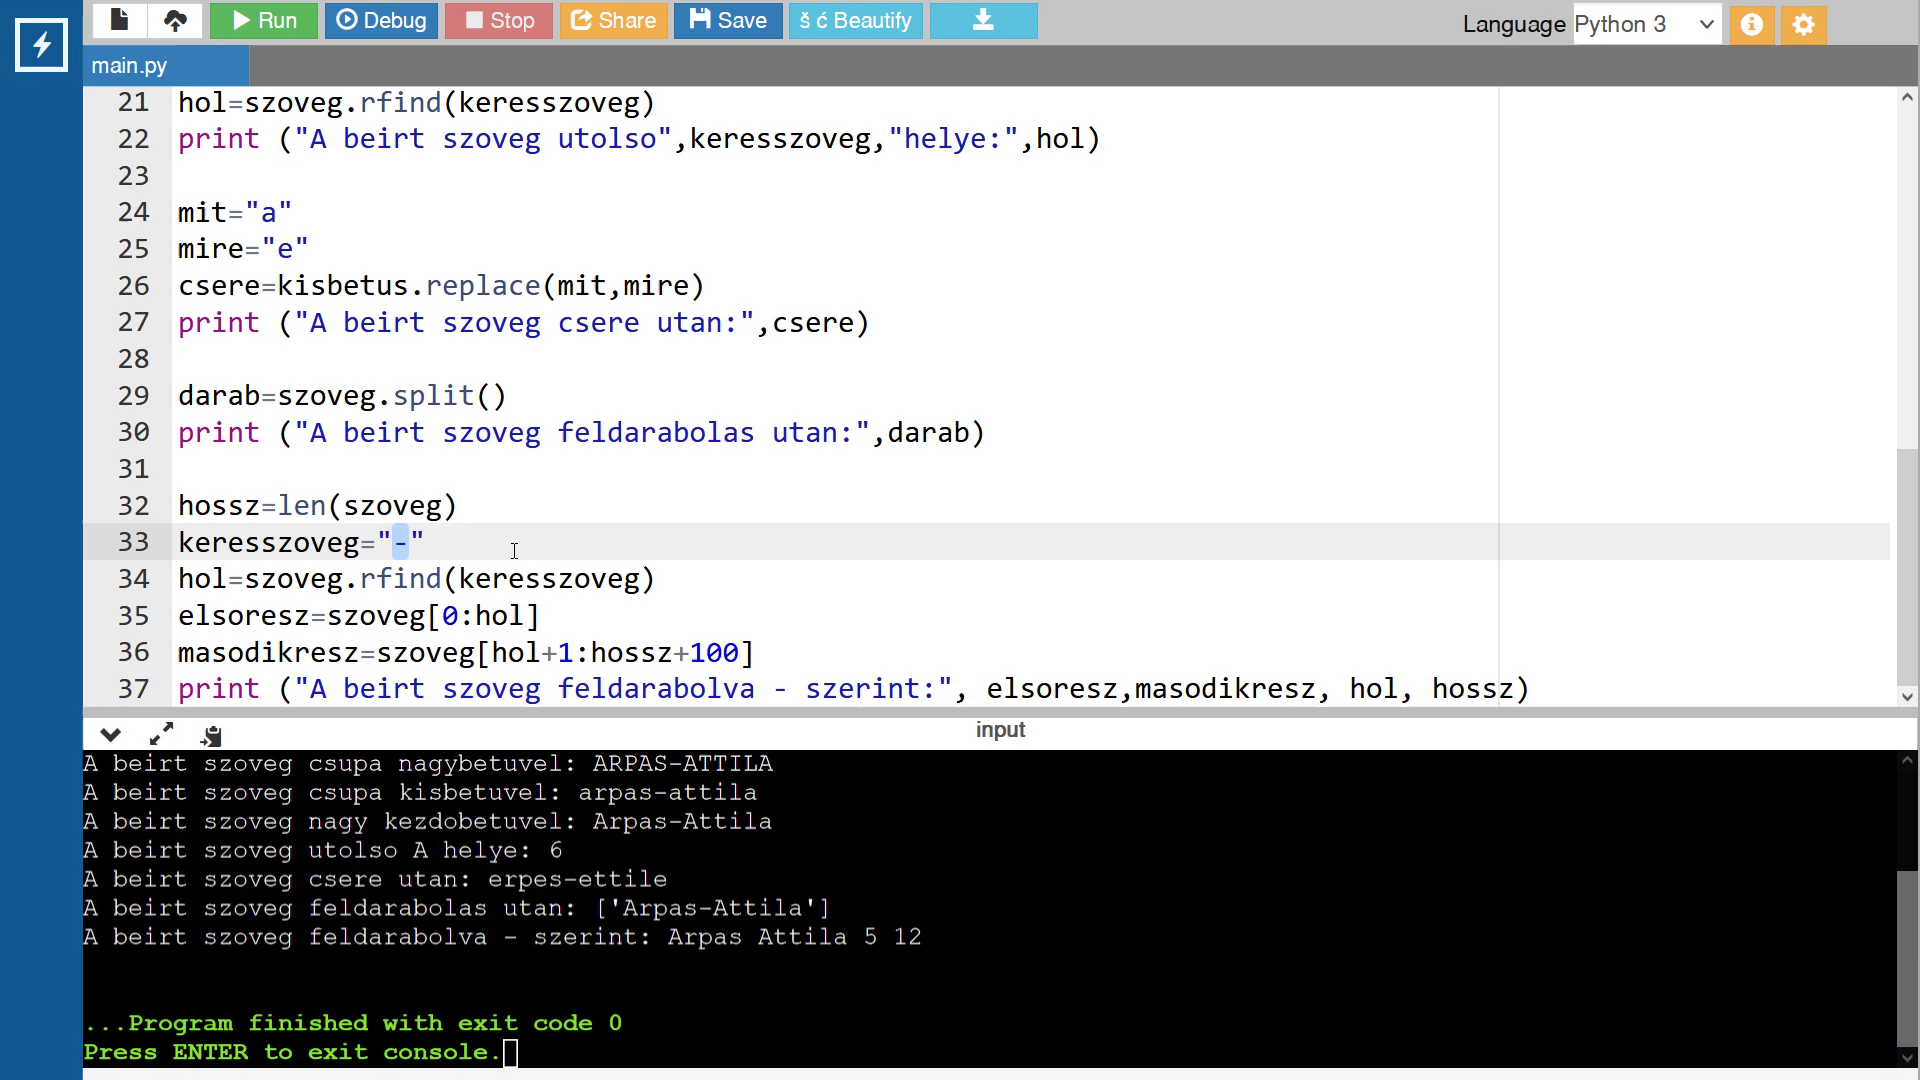 Run Debug Stop Share Save š ć Beautify Language Python 3
main.py
21 hol=szoveg.rfind(keresszoveg)
22 print ("A beirt szoveg utolso",keresszoveg,"helye:",hol)
23
24 mit="a"
25 mire="e"
26 csere=kisbetus.replace(mit,mire)
27 print ("A beirt szoveg csere utan:",csere)
28
29 darab=szoveg.split()
30 print ("A beirt szoveg feldarabolas utan:",darab)
31
32 hossz=len(szoveg)
33 keresszoveg="-"
34 hol=szoveg.rfind(keresszoveg)
35 elsoresz=szoveg[0:hol]
36 masodikresz=szoveg[hol+1:hossz+100]
37 print ("A beirt szoveg feldarabolva - szerint:", elsoresz,masodikresz, hol, hossz)
input
A beirt szoveg csupa nagybetuvel: ARPAS-ATTILA
A beirt szoveg csupa kisbetuvel: arpas-attila
A beirt szoveg nagy kezdobetuvel: Arpas-Attila
A beirt szoveg utolso A helye: 6
A beirt szoveg csere utan: erpes-ettile
A beirt szoveg feldarabolas utan: ['Arpas-Attila']
A beirt szoveg feldarabolva - szerint: Arpas Attila 5 12
...Program finished with exit code 0
Press ENTER to exit console.